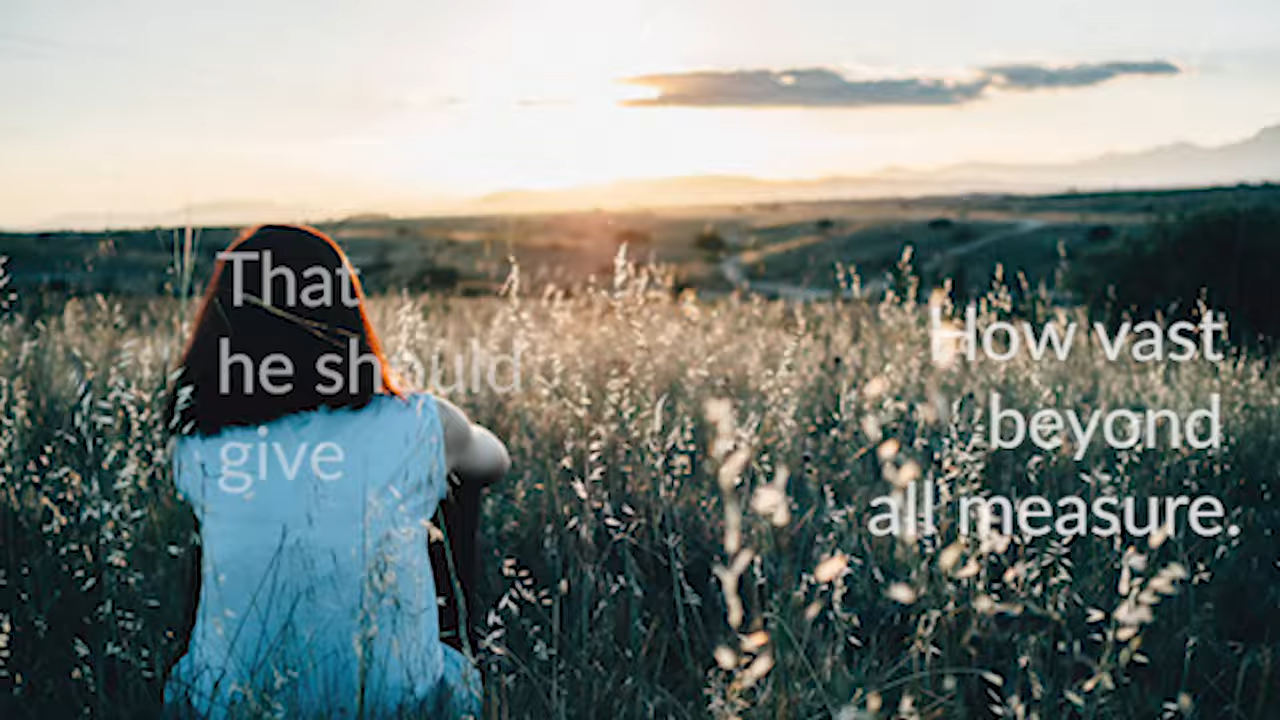 That
he should
give
How vast
beyond
all measure.